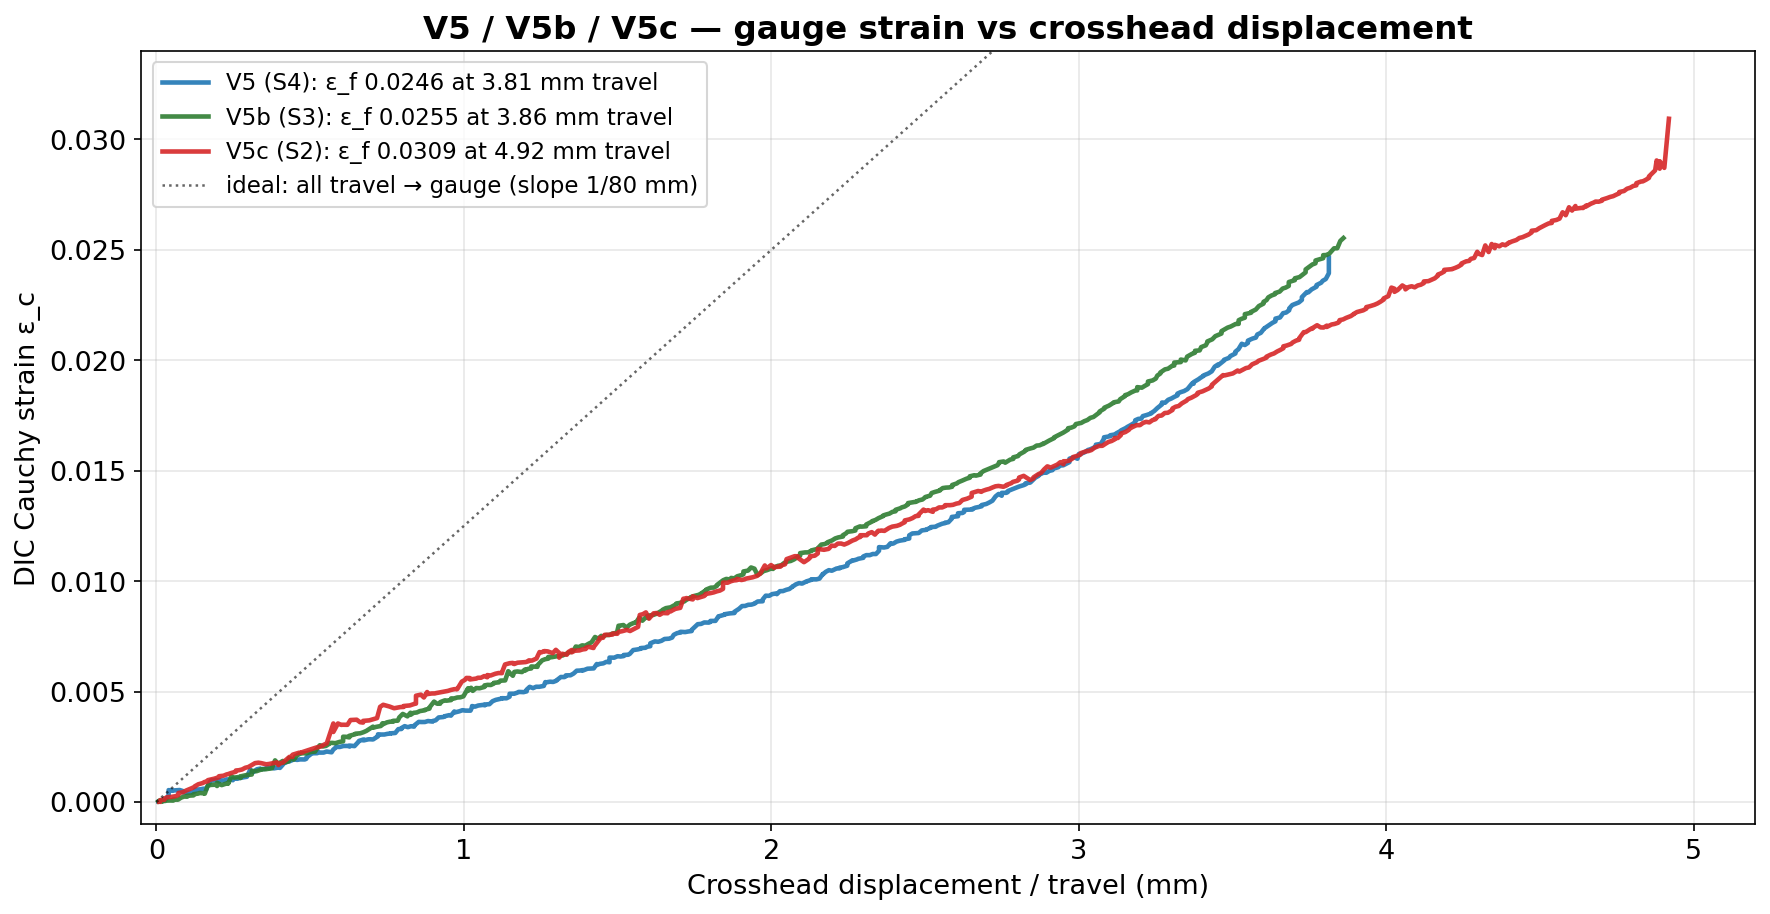 V5 / V5b / V5c — gauge strain vs crosshead displacement
V5 (S4): ε_f 0.0246 at 3.81 mm travel
V5b (S3): ε_f 0.0255 at 3.86 mm travel
V5c (S2): ε_f 0.0309 at 4.92 mm travel
ideal: all travel → gauge (slope 1/80 mm)
DIC Cauchy strain ε_c
0.030
0.025
0.020
0.015
0.010
0.005
0.000
0 1 2 3 4 5
Crosshead displacement / travel (mm)